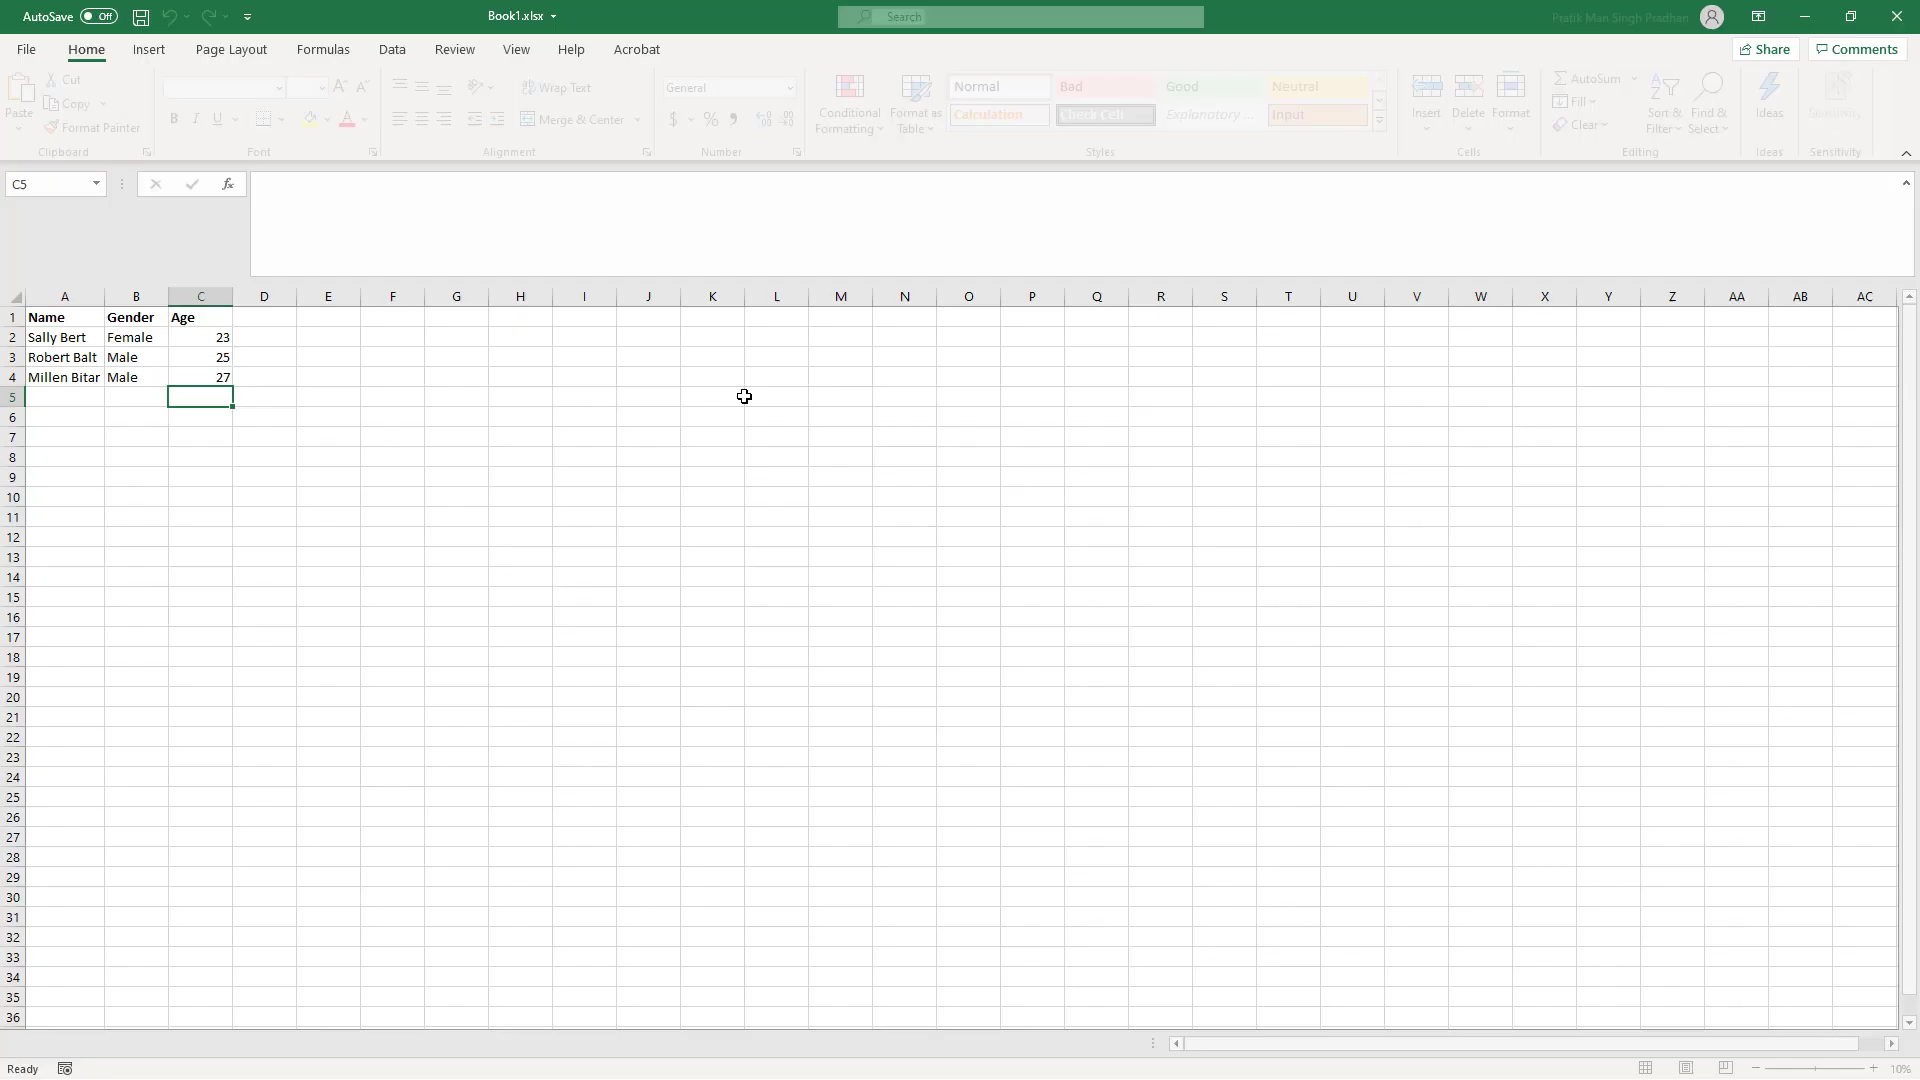 AutoSave Off Book1.xlsx Search Pratik Man Singh Pradhan
File Home Insert Page Layout Formulas Data Review View Help Acrobat Share Comments
Paste Cut Copy Format Painter Clipboard
B I U Font
Wrap Text Merge & Center Alignment
General $ % Number
Conditional Formatting Format as Table Normal Bad Good Neutral Calculation Check Cell Explanatory ... Input Styles
Insert Delete Format Cells
AutoSum Fill Clear Sort & Filter Find & Select Editing
Ideas Ideas
Sensitivity
C5 fx
A B C D E F G H I J K L M N O P Q R S T U V W X Y Z AA AB AC
1 Name Gender Age
2 Sally Bert Female 23
3 Robert Balt Male 25
4 Millen Bitar Male 27
5
6
7
8
9
10
11
12
13
14
15
16
17
18
19
20
21
22
23
24
25
26
27
28
29
30
31
32
33
34
35
36
Ready 10%